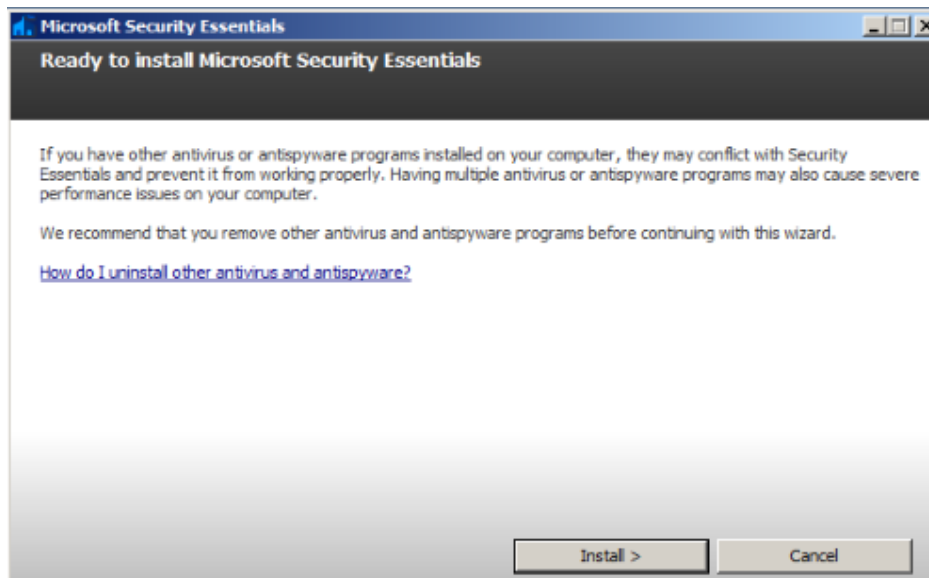 Microsoft Security Essentials
Ready to install Microsoft Security Essentials
If you have other antivirus or antispyware programs installed on your computer, they may conflict with Security
Essentials and prevent it from working properly. Having multiple antivirus or antispyware programs may also cause severe
performance issues on your computer.
We recommend that you remove other antivirus and antispyware programs before continuing with this wizard.
How do I uninstall other antivirus and antispyware?
Install >
Cancel